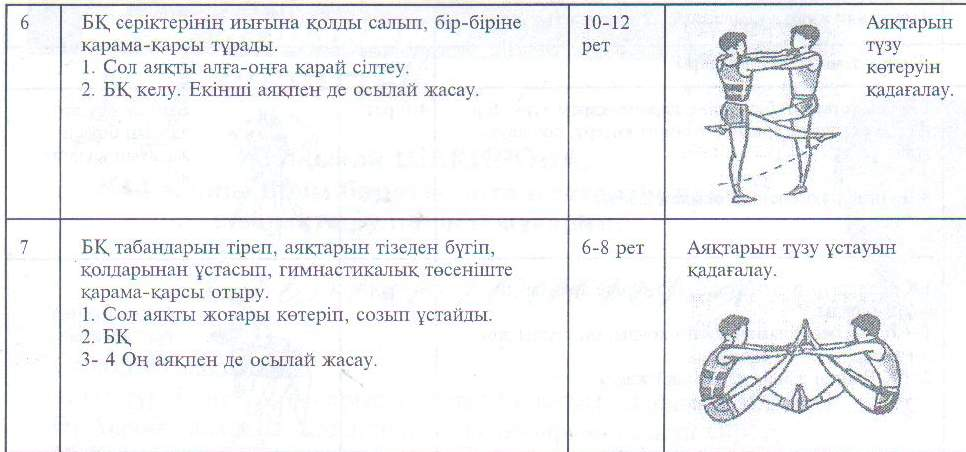 6
БҚ серіктерінің иығына қолды салып, бір-біріне
қарама-қарсы тұрады.
1. Сол аяқты алға-оңға қарай сілтеу.
2. БҚ келу. Екінші аяқпен де осылай жасау.
10-12
рет
Аяқтарын
түзу
көтеруін
қадағалау.
7
БҚ табандарын тіреп, аяқтарын тізеден бүгіп,
қолдарынан ұстасып, гимнастикалық төсеніште
қарама-қарсы отыру.
1. Сол аяқты жоғары көтеріп, созып ұстайды.
2. БҚ
3- 4 Оң аяқпен де осылай жасау.
6-8 рет
Аяқтарын түзу ұстауын
қадағалау.